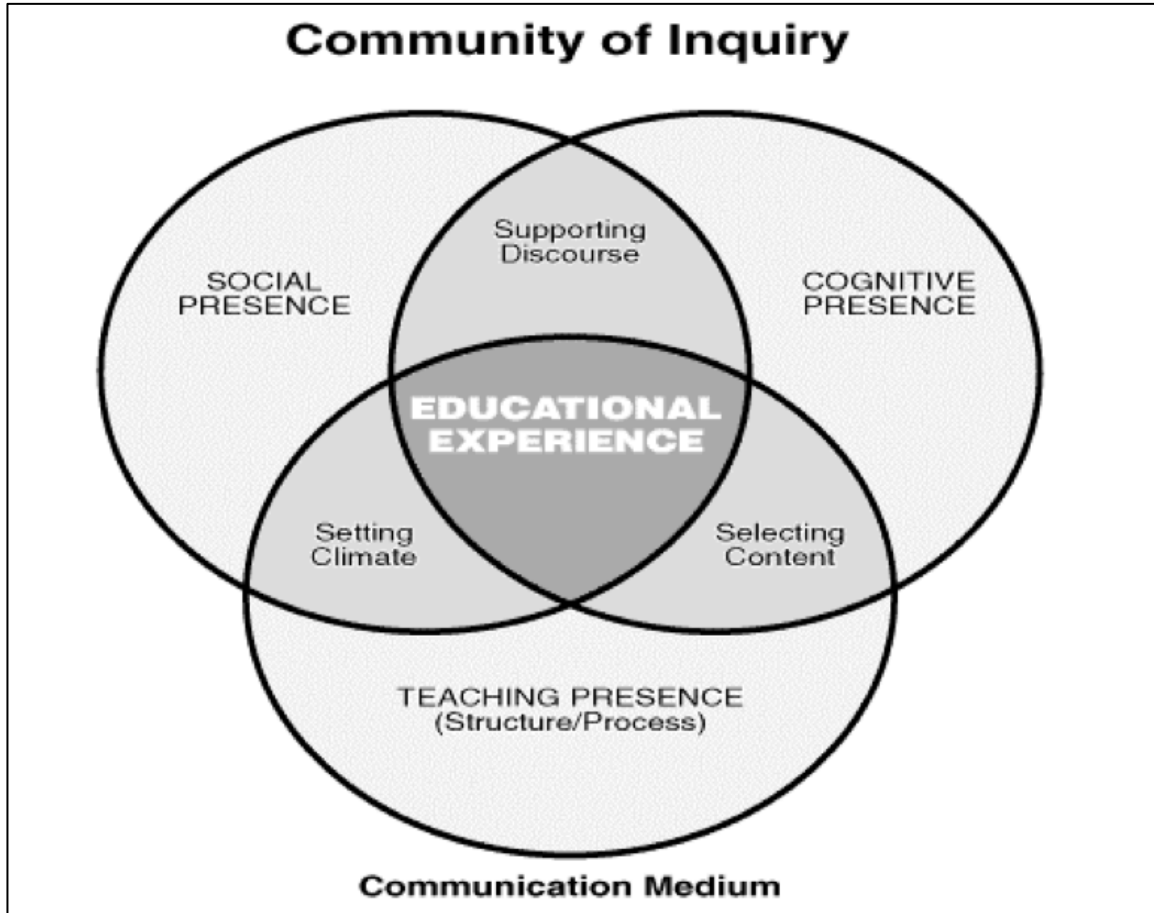 Community of Inquiry
Supporting
Discourse
SOCIAL
PRESENCE
COGNITIVE
PRESENCE
EDUCATIONAL
EXPERIENCE
Setting
Climate
Selecting
Content
TEACHING PRESENCE
(Structure/Process)
Communication Medium